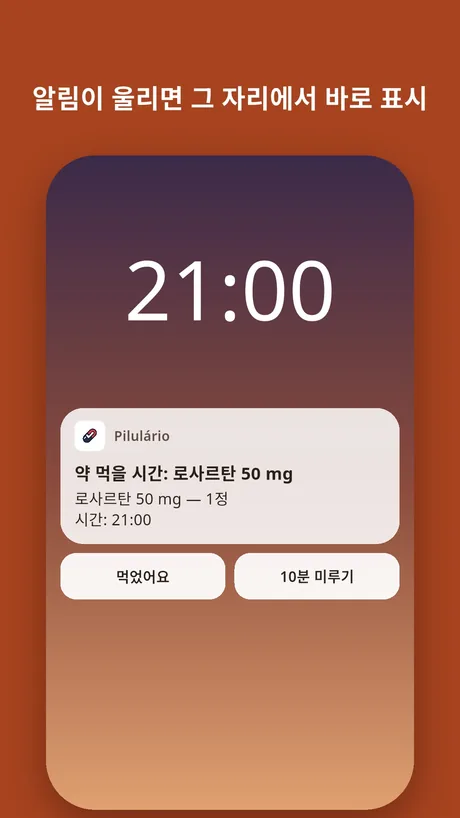 알림이 울리면 그 자리에서 바로 표시
21:00
Pilulário
약 먹을 시간: 로사르탄 50 mg
로사르탄 50 mg — 1정
시간: 21:00
먹었어요
10분 미루기